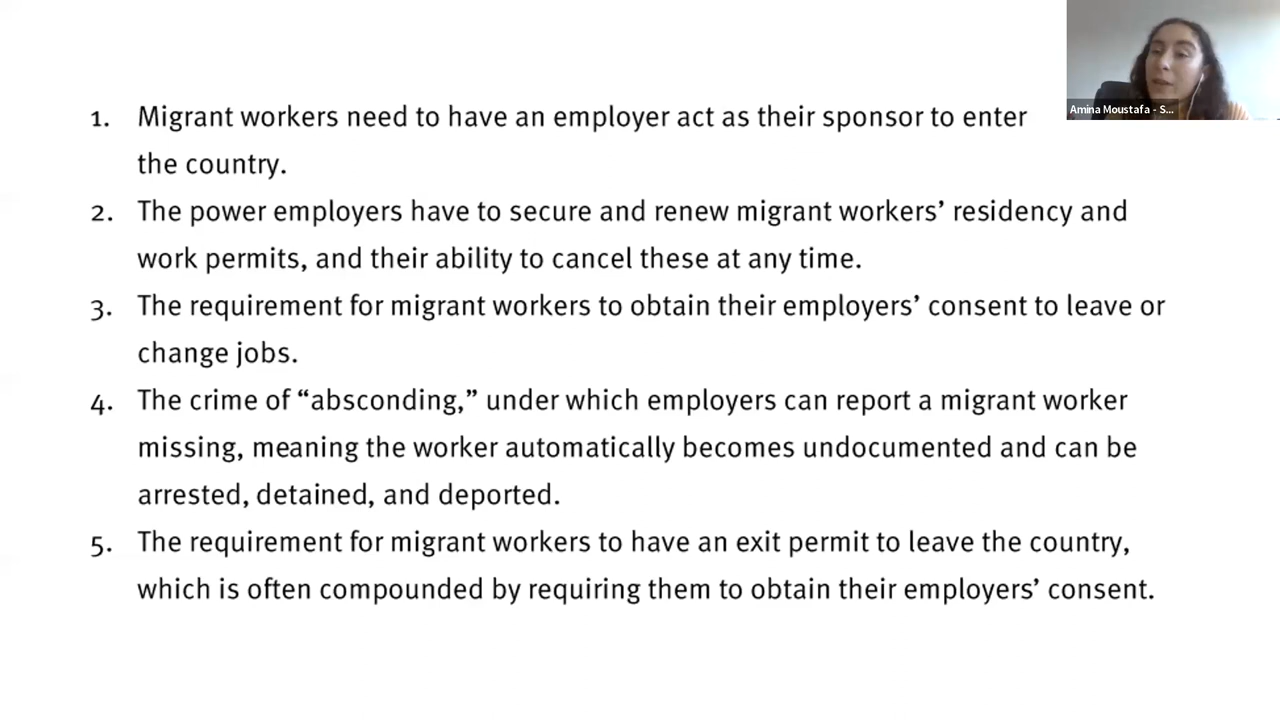 1. Migrant workers need to have an employer act as their sponsor to enter
the country.
2. The power employers have to secure and renew migrant workers’ residency and
work permits, and their ability to cancel these at any time.
3. The requirement for migrant workers to obtain their employers’ consent to leave or
change jobs.
4. The crime of “absconding,” under which employers can report a migrant worker
missing, meaning the worker automatically becomes undocumented and can be
arrested, detained, and deported.
5. The requirement for migrant workers to have an exit permit to leave the country,
which is often compounded by requiring them to obtain their employers’ consent.
Amina Moustafa - S...